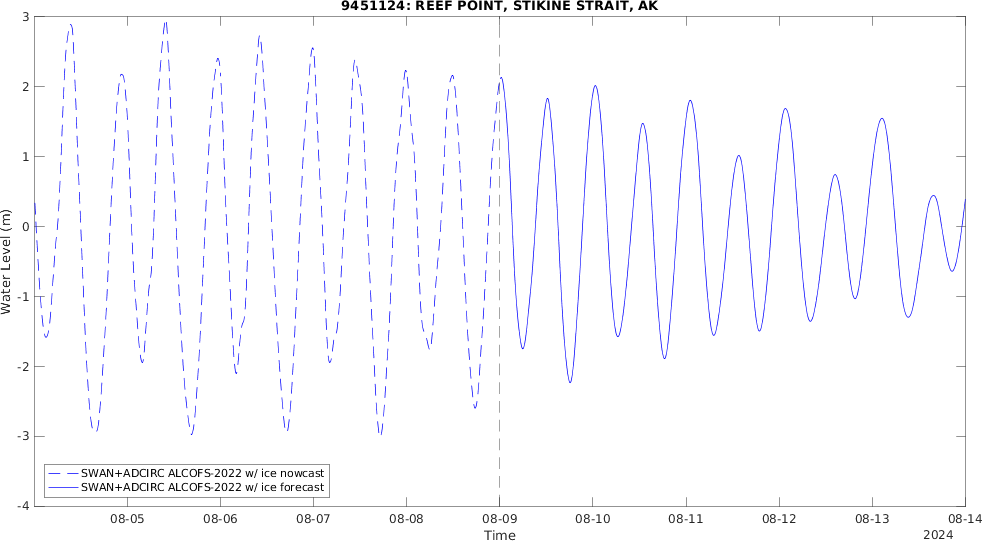 9451124: REEF POINT, STIKINE STRAIT, AK
3
2
1
0
-1
-2
-3
-4
Water Level (m)
SWAN+ADCIRC ALCOFS-2022 w/ ice nowcast
SWAN+ADCIRC ALCOFS-2022 w/ ice forecast
08-05 08-06 08-07 08-08 08-09 08-10 08-11 08-12 08-13 08-14
Time
2024